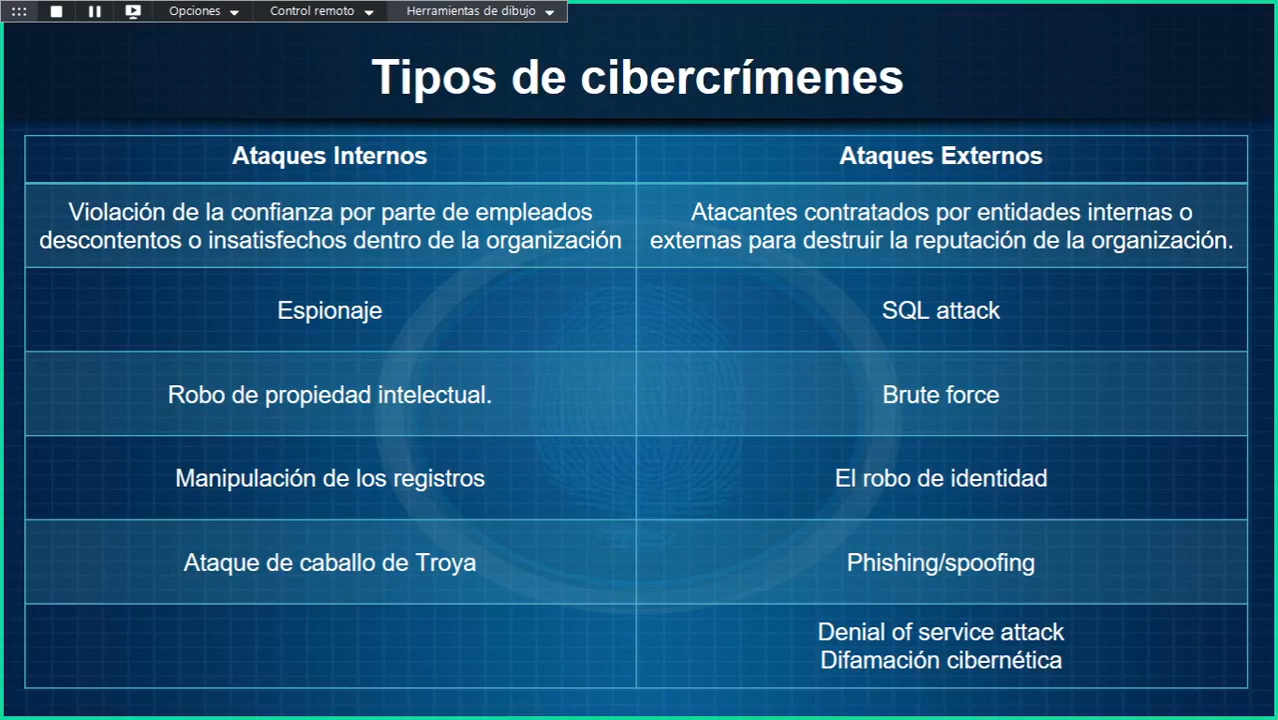 Opciones
Control remoto
Herramientas de dibujo
Tipos de cibercrímenes
Ataques Internos
Ataques Externos
Violación de la confianza por parte de empleados
descontentos o insatisfechos dentro de la organización
Atacantes contratados por entidades internas o
externas para destruir la reputación de la organización.
Espionaje
SQL attack
Robo de propiedad intelectual.
Brute force
Manipulación de los registros
El robo de identidad
Ataque de caballo de Troya
Phishing/spoofing
Denial of service attack
Difamación cibernética